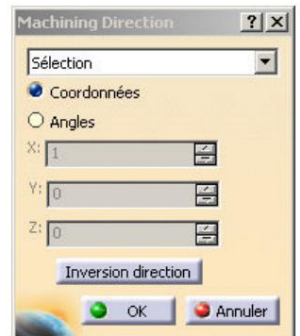 Machining Direction
Sélection
Coordonnées
Angles
X: 1
Y: 0
Z: 0
Inversion direction
OK Annuler